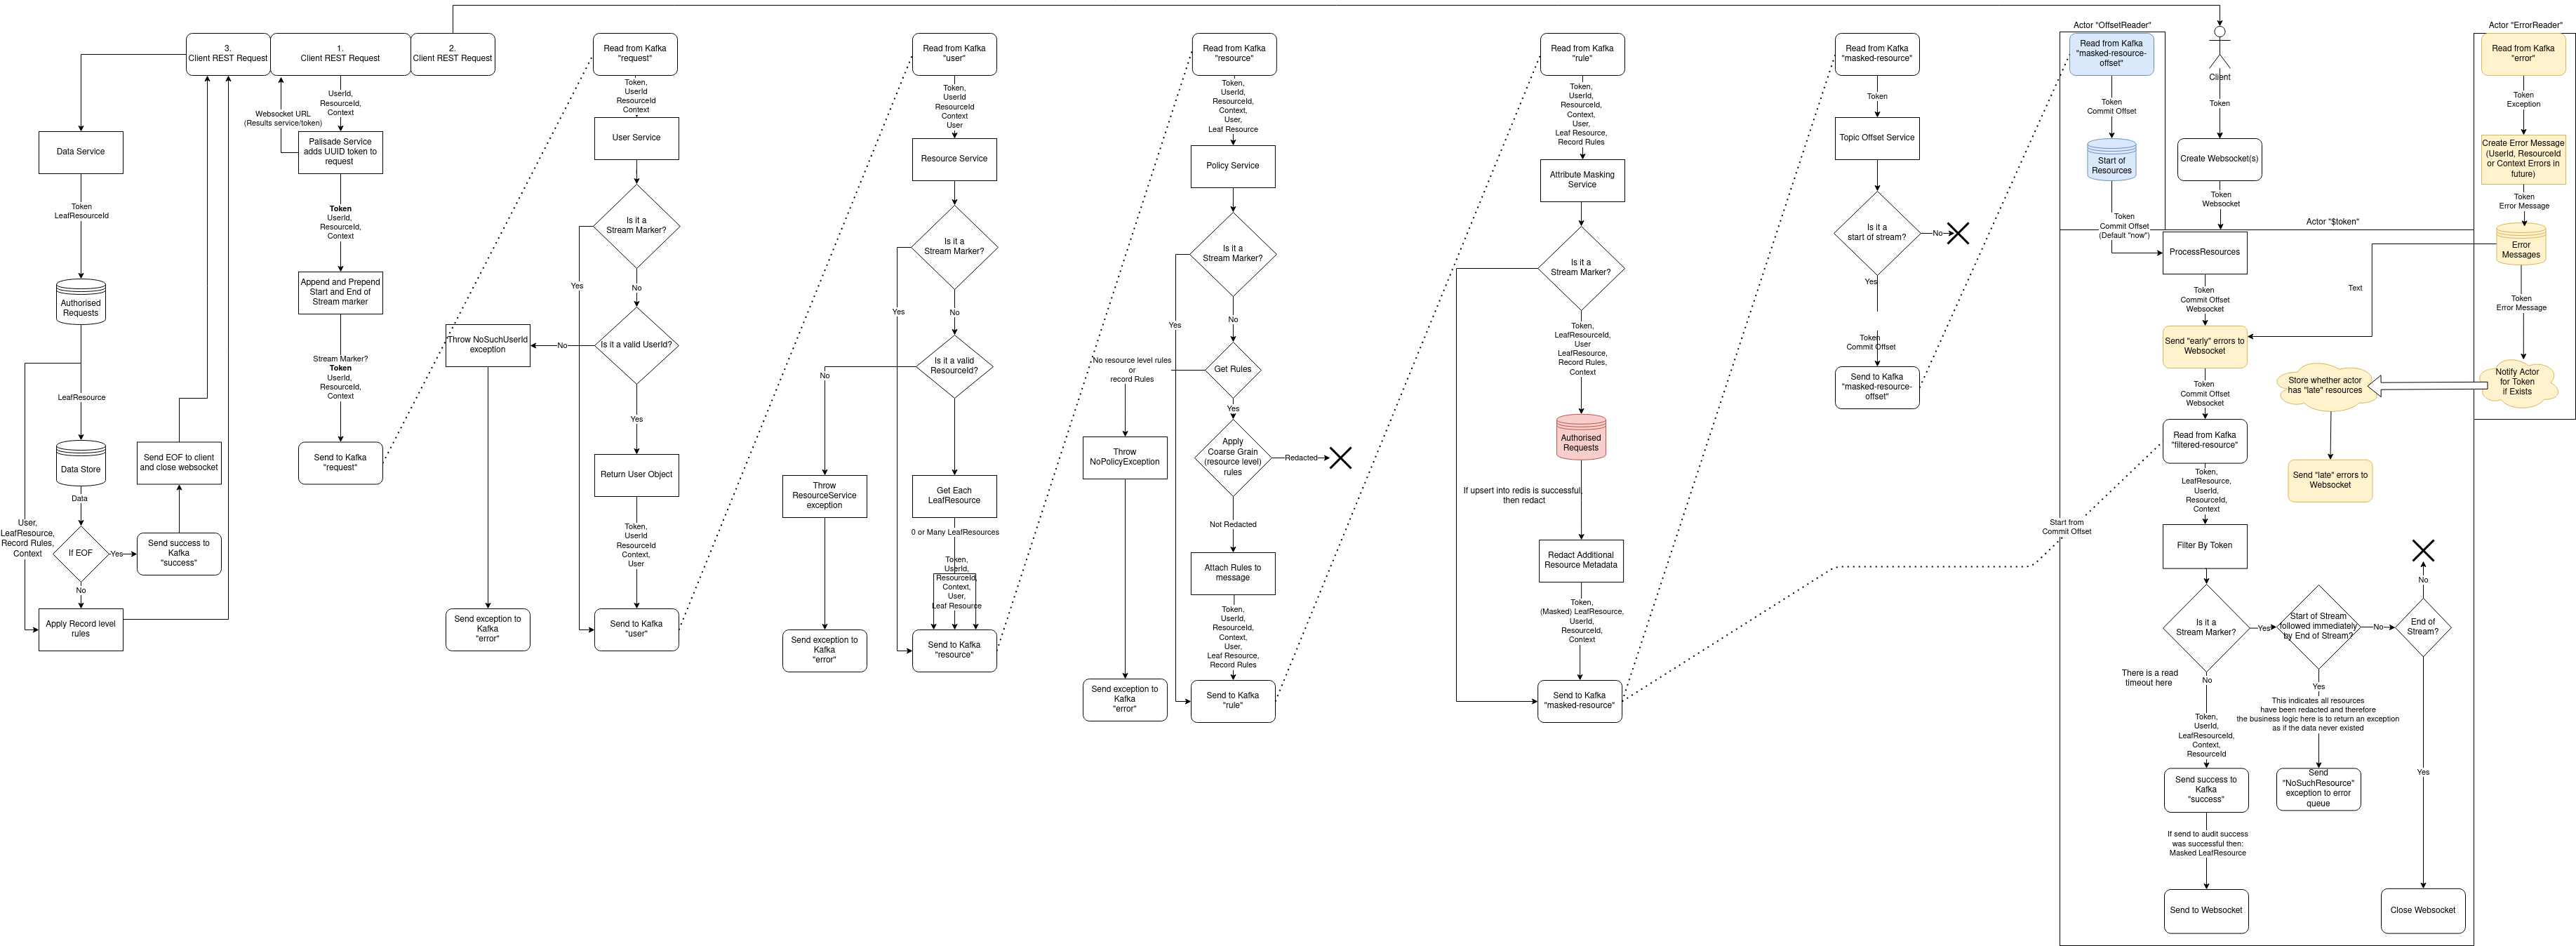 3.
Client REST Request
1.
Client REST Request
2.
Client REST Request
Data Service
Token
LeafResourceId
Authorised
Requests
LeafResource
Data Store
Data
User,
LeafResource,
Record Rules,
Context
If EOF
Yes
No
Apply Record level
rules
Send EOF to client
and close websocket
Send success to
Kafka
"success"
Websocket URL
(Results service/token)
UserId,
ResourceId,
Context
Palisade Service
adds UUID token to
request
Token
UserId,
ResourceId,
Context
Append and Prepend
Start and End of
Stream marker
Stream Marker?
Token
UserId,
ResourceId,
Context
Send to Kafka
"request"
Read from Kafka
"request"
Token,
UserId
ResourceId
Context
User Service
Is it a
Stream Marker?
Yes
No
Is it a valid UserId?
No
Throw NoSuchUserId
exception
Yes
Return User Object
Token,
UserId
ResourceId
Context,
User
Send exception to
Kafka
"error"
Send to Kafka
"user"
Read from Kafka
"user"
Token,
UserId
ResourceId
Context
User
Resource Service
Is it a
Stream Marker?
Yes
No
Is it a valid
ResourceId?
No
Throw
ResourceService
exception
Get Each
LeafResource
0 or Many LeafResources
Token,
UserId,
ResourceId,
Context,
User,
Leaf Resource
Send exception to
Kafka
"error"
Send to Kafka
"resource"
Read from Kafka
"resource"
Token,
UserId,
ResourceId,
Context,
User,
Leaf Resource
Policy Service
Is it a
Stream Marker?
Yes
No
Get Rules
No resource level rules
or
record Rules
Yes
Throw
NoPolicyException
Apply
Coarse Grain
(resource level)
rules
Redacted
Not Redacted
Attach Rules to
message
Token,
UserId,
ResourceId,
Context,
User,
Leaf Resource,
Record Rules
Send exception to
Kafka
"error"
Send to Kafka
"rule"
Read from Kafka
"rule"
Token,
UserId,
ResourceId,
Context,
User,
Leaf Resource,
Record Rules
Attribute Masking
Service
Is it a
Stream Marker?
Token,
LeafResourceId,
User
LeafResource,
Record Rules,
Context
Authorised
Requests
If upsert into redis is successful,
then redact
Redact Additional
Resource Metadata
Token,
(Masked) LeafResource,
UserId,
ResourceId,
Context
Send to Kafka
"masked-resource"
Read from Kafka
"masked-resource"
Token
Topic Offset Service
Is it a
start of stream?
No
Yes
Token
Commit Offset
Send to Kafka
"masked-resource-
offset"
Actor "OffsetReader"
Read from Kafka
"masked-resource-
offset"
Token
Commit Offset
Start of
Resources
Token
Commit Offset
(Default "now")
Client
Token
Create Websocket(s)
Token
Websocket
Actor "$token"
ProcessResources
Token
Commit Offset
Websocket
Send "early" errors to
Websocket
Text
Token
Commit Offset
Websocket
Read from Kafka
"filtered-resource"
Start from
Commit Offset
Token,
LeafResource,
UserId,
ResourceId,
Context
Filter By Token
Is it a
Stream Marker?
There is a read
timeout here
Yes
No
Start of Stream
followed immediately
by End of Stream?
No
End of
Stream?
No
Yes
Yes
This indicates all resources
have been redacted and therefore
the business logic here is to return an exception
as if the data never existed
Token,
UserId,
LeafResourceId,
Context,
ResourceId
Send success to
Kafka
"success"
Send
"NoSuchResource"
exception to error
queue
If send to audit success
was successful then:
Masked LeafResource
Send to Websocket
Close Websocket
Actor "ErrorReader"
Read from Kafka
"error"
Token
Exception
Create Error Message
(UserId, ResourceId
or Context Errors in
future)
Token
Error Message
Error
Messages
Token
Error Message
Notify Actor
for Token
if Exists
Store whether actor
has "late" resources
Send "late" errors to
Websocket